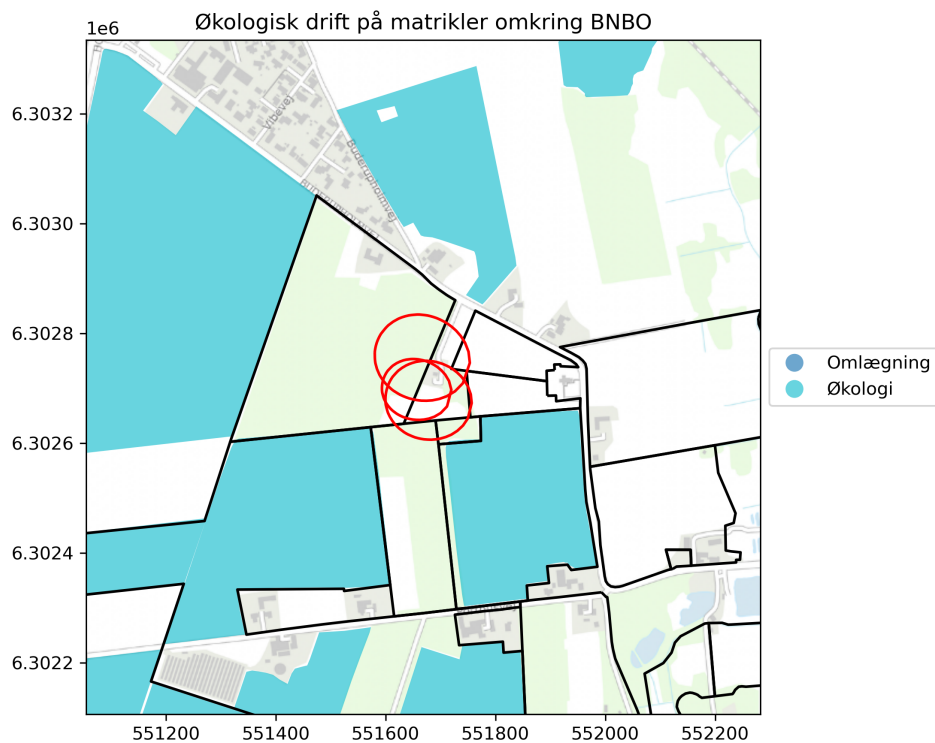 Økologisk drift på matrikler omkring BNBO
1e6
6.3032
6.3030
6.3028
6.3026
6.3024
6.3022
551200 551400 551600 551800 552000 552200
Vibevej
Buderupholmvej
Omlægning
Økologi